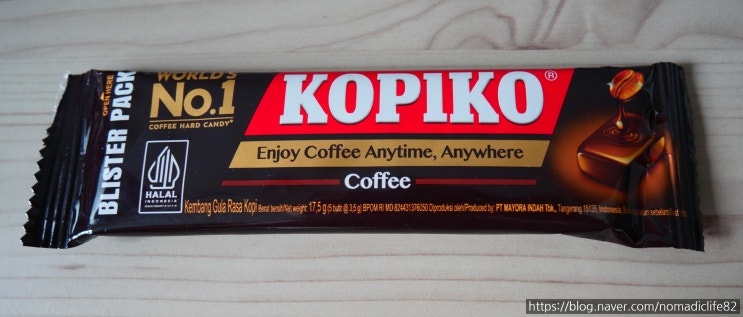 OPEN HERE
BLISTER PACK
WORLD'S
No.1
COFFEE HARD CANDY
KOPIKO®
Enjoy Coffee Anytime, Anywhere
Coffee
HALAL
INDONESIA
Kembang Gula Rasa Kopi Berat bersih/Net weight: 17,5 g (5 butir @ 3,5 g) BPOM RI MD 824431376050 Diproduksi oleh/Produced by: PT MAYORA INDAH Tbk., Tangerang 15135, Indonesia, sebelum
https://blog.naver.com/nomadiclife82